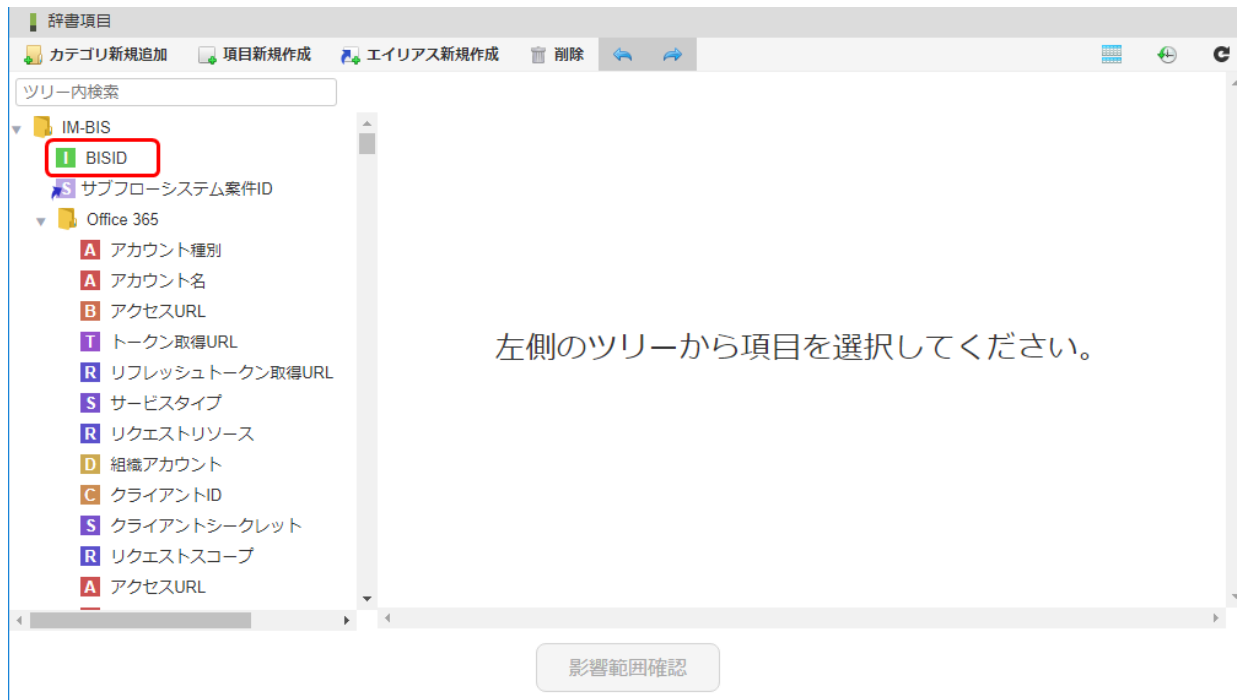 辞書項目
カテゴリ新規追加 項目新規作成 エイリアス新規作成 削除
ツリー内検索
IM-BIS
I BISID
S サブフローシステム案件ID
Office 365
A アカウント種別
A アカウント名
B アクセスURL
T トークン取得URL
R リフレッシュトークン取得URL
S サービスタイプ
R リクエストリソース
D 組織アカウント
C クライアントID
S クライアントシークレット
R リクエストスコープ
A アクセスURL
左側のツリーから項目を選択してください。
影響範囲確認